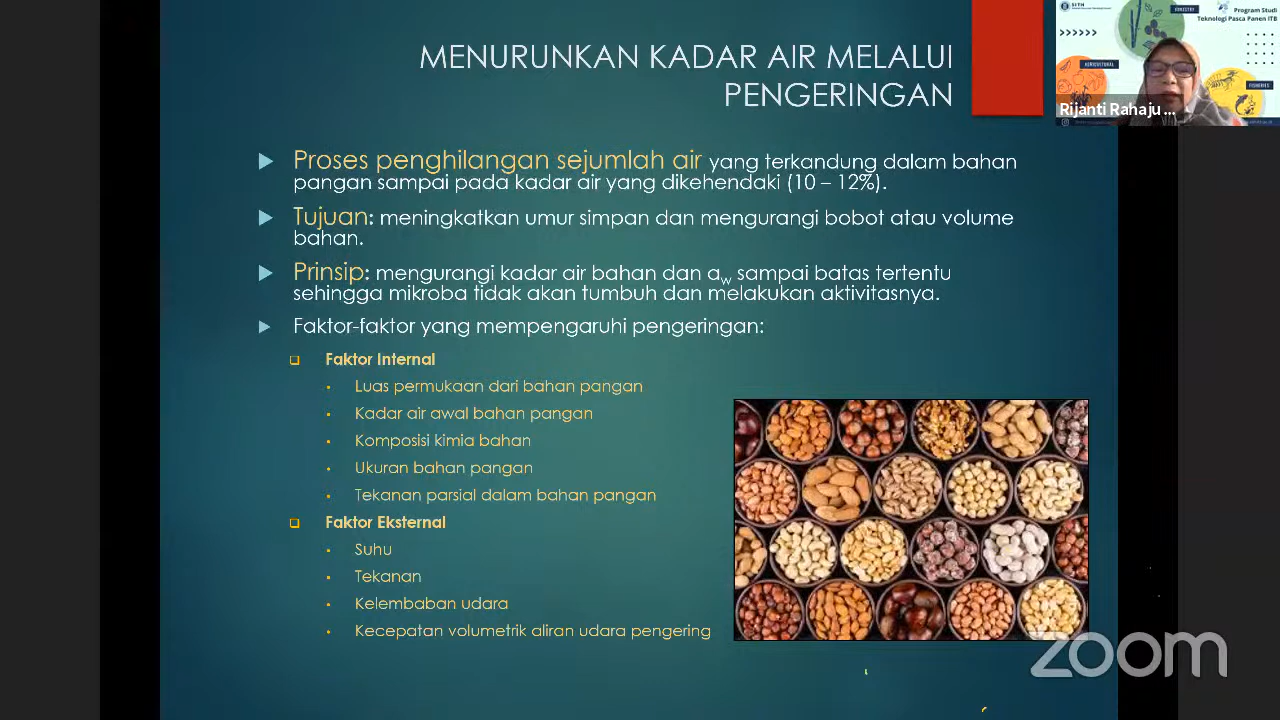 MENURUNKAN KADAR AIR MELALUI
PENGERINGAN
Proses penghilangan sejumlah air yang terkandung dalam bahan
pangan sampai pada kadar air yang dikehendaki (10 – 12%).
Tujuan: meningkatkan umur simpan dan mengurangi bobot atau volume
bahan.
Prinsip: mengurangi kadar air bahan dan aw sampai batas tertentu
sehingga mikroba tidak akan tumbuh dan melakukan aktivitasnya.
Faktor-faktor yang mempengaruhi pengeringan:
Faktor Internal
Luas permukaan dari bahan pangan
Kadar air awal bahan pangan
Komposisi kimia bahan
Ukuran bahan pangan
Tekanan parsial dalam bahan pangan
Faktor Eksternal
Suhu
Tekanan
Kelembaban udara
Kecepatan volumetrik aliran udara pengering
SITH
FORESTRY
Program Studi
Teknologi Pasca Panen ITB
>>>>>>
AGRICULTURAL
FISHERIES
Rijanti Rahaju ...
zoom